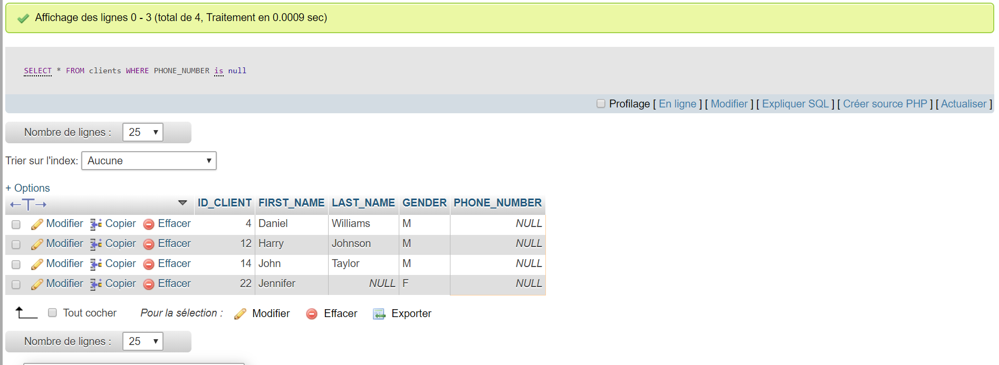 Affichage des lignes 0 - 3 (total de 4, Traitement en 0.0009 sec)
SELECT * FROM clients WHERE PHONE_NUMBER is null
Profilage [ En ligne ] [ Modifier ] [ Expliquer SQL ] [ Créer source PHP ] [ Actualiser ]
Nombre de lignes : 25
Trier sur l'index: Aucune
+ Options
←T→ ID_CLIENT FIRST_NAME LAST_NAME GENDER PHONE_NUMBER
Modifier Copier Effacer 4 Daniel Williams M NULL
Modifier Copier Effacer 12 Harry Johnson M NULL
Modifier Copier Effacer 14 John Taylor M NULL
Modifier Copier Effacer 22 Jennifer NULL F NULL
Tout cocher Pour la sélection : Modifier Effacer Exporter
Nombre de lignes : 25